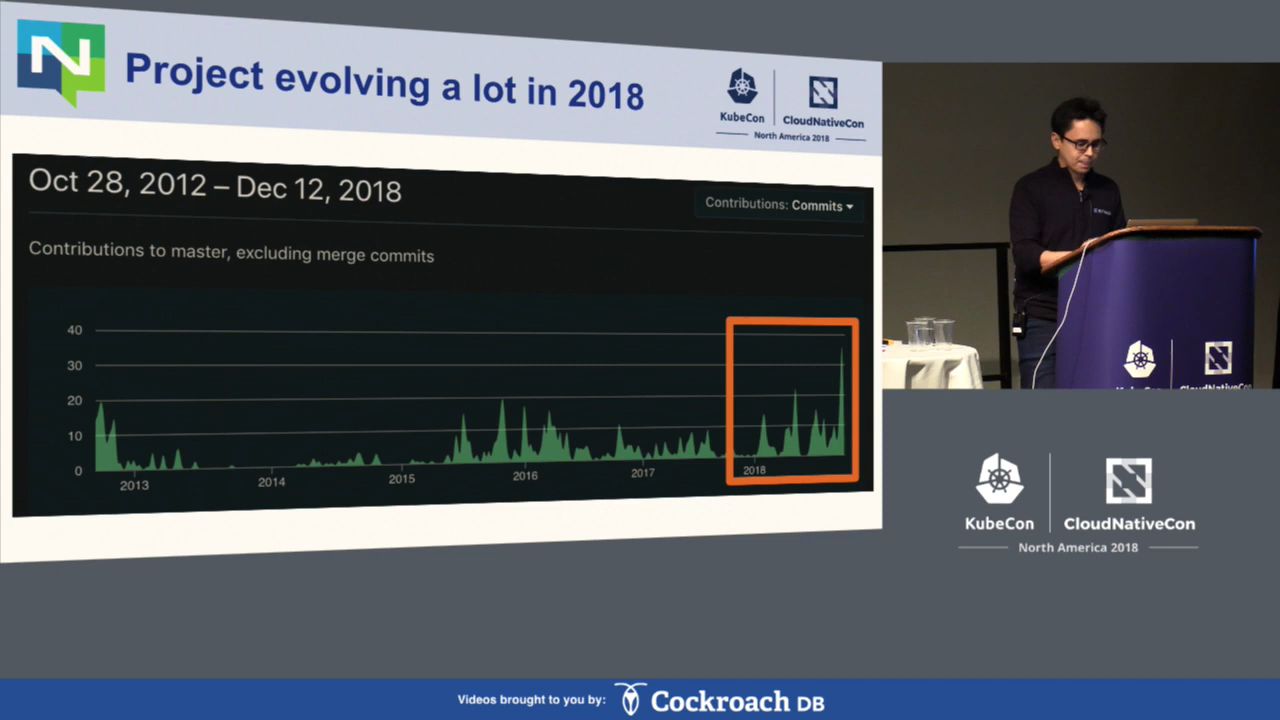 N
Project evolving a lot in 2018
KubeCon
CloudNativeCon
North America 2018
Oct 28, 2012 – Dec 12, 2018
Contributions: Commits
Contributions to master, excluding merge commits
40
30
20
10
0
2013
2014
2015
2016
2017
2018
KubeCon
CloudNativeCon
North America 2018
Videos brought to you by: Cockroach DB